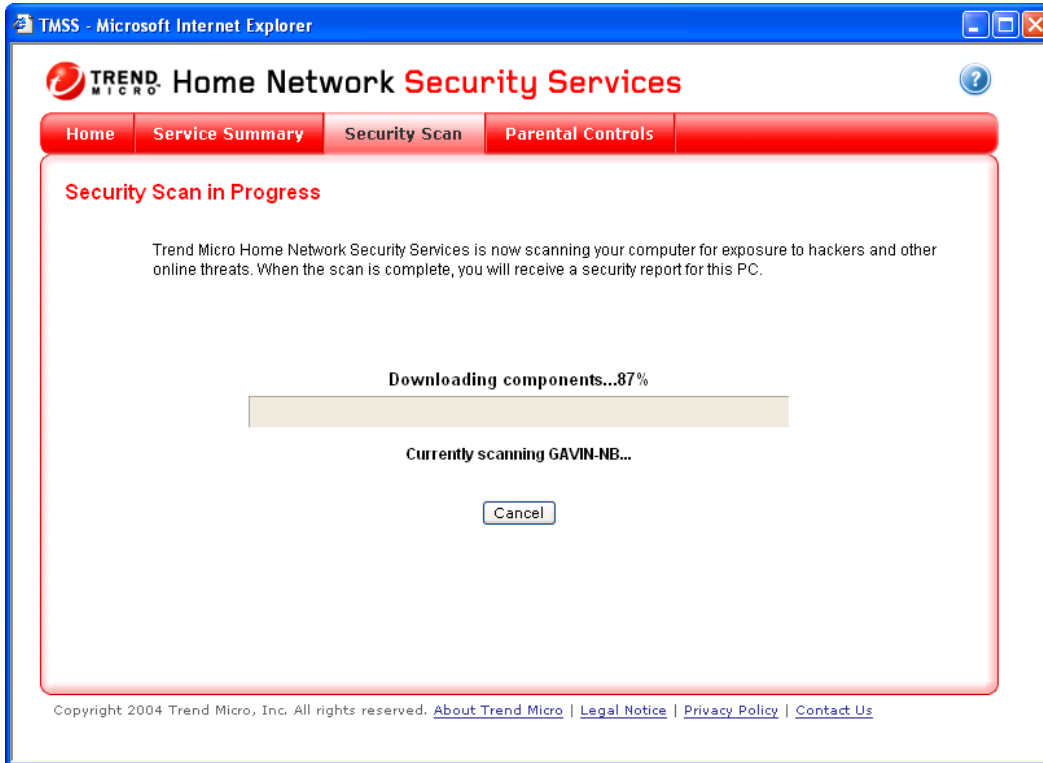 TMSS - Microsoft Internet Explorer
TREND MICRO Home Network Security Services
?
Home Service Summary Security Scan Parental Controls
Security Scan in Progress
Trend Micro Home Network Security Services is now scanning your computer for exposure to hackers and other
online threats. When the scan is complete, you will receive a security report for this PC.
Downloading components...87%
Currently scanning GAVIN-NB...
Cancel
Copyright 2004 Trend Micro, Inc. All rights reserved. About Trend Micro | Legal Notice | Privacy Policy | Contact Us